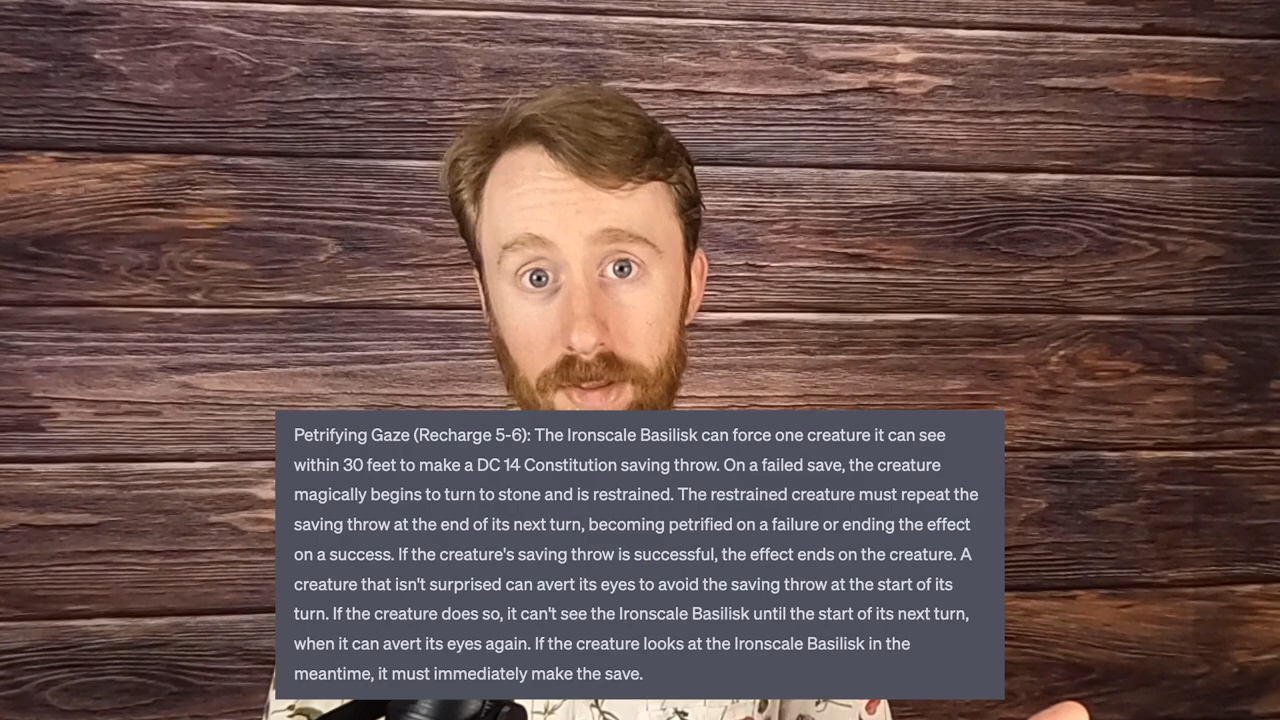 Petrifying Gaze (Recharge 5-6): The Ironscale Basilisk can force one creature it can see
within 30 feet to make a DC 14 Constitution saving throw. On a failed save, the creature
magically begins to turn to stone and is restrained. The restrained creature must repeat the
saving throw at the end of its next turn, becoming petrified on a failure or ending the effect
on a success. If the creature's saving throw is successful, the effect ends on the creature. A
creature that isn't surprised can avert its eyes to avoid the saving throw at the start of its
turn. If the creature does so, it can't see the Ironscale Basilisk until the start of its next turn,
when it can avert its eyes again. If the creature looks at the Ironscale Basilisk in the
meantime, it must immediately make the save.